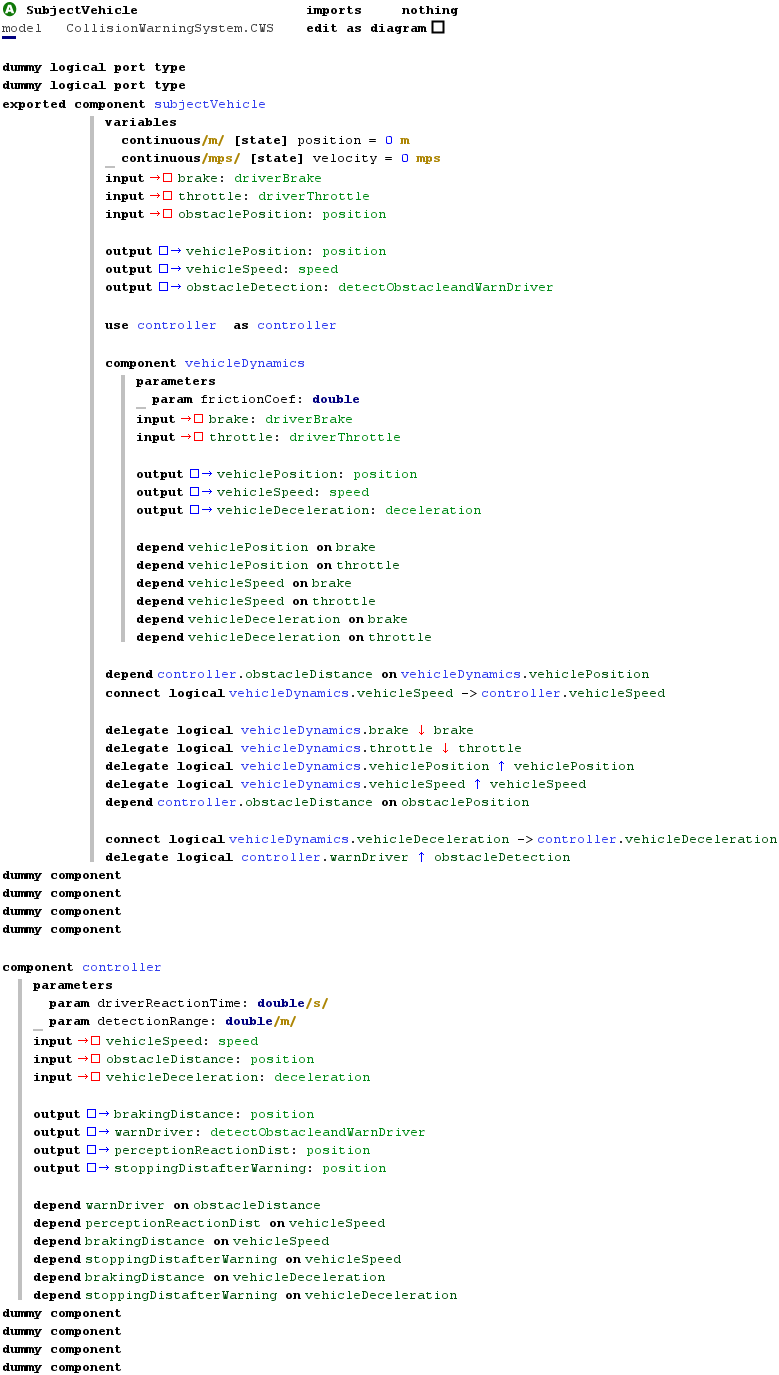 A SubjectVehicle imports nothing
model CollisionWarningSystem.CWS edit as diagram
dummy logical port type
dummy logical port type
exported component subjectVehicle
variables
continuous/m/ [state] position = 0 m
continuous/mps/ [state] velocity = 0 mps
input →□ brake: driverBrake
input →□ throttle: driverThrottle
input →□ obstaclePosition: position
output □→ vehiclePosition: position
output □→ vehicleSpeed: speed
output □→ obstacleDetection: detectObstacleandWarnDriver
use controller as controller
component vehicleDynamics
parameters
param frictionCoef: double
input →□ brake: driverBrake
input →□ throttle: driverThrottle
output □→ vehiclePosition: position
output □→ vehicleSpeed: speed
output □→ vehicleDeceleration: deceleration
depend vehiclePosition on brake
depend vehiclePosition on throttle
depend vehicleSpeed on brake
depend vehicleSpeed on throttle
depend vehicleDeceleration on brake
depend vehicleDeceleration on throttle
depend controller.obstacleDistance on vehicleDynamics.vehiclePosition
connect logical vehicleDynamics.vehicleSpeed -> controller.vehicleSpeed
delegate logical vehicleDynamics.brake ↓ brake
delegate logical vehicleDynamics.throttle ↓ throttle
delegate logical vehicleDynamics.vehiclePosition ↑ vehiclePosition
delegate logical vehicleDynamics.vehicleSpeed ↑ vehicleSpeed
depend controller.obstacleDistance on obstaclePosition
connect logical vehicleDynamics.vehicleDeceleration -> controller.vehicleDeceleration
delegate logical controller.warnDriver ↑ obstacleDetection
dummy component
dummy component
dummy component
dummy component
component controller
parameters
param driverReactionTime: double/s/
param detectionRange: double/m/
input →□ vehicleSpeed: speed
input →□ obstacleDistance: position
input →□ vehicleDeceleration: deceleration
output □→ brakingDistance: position
output □→ warnDriver: detectObstacleandWarnDriver
output □→ perceptionReactionDist: position
output □→ stoppingDistafterWarning: position
depend warnDriver on obstacleDistance
depend perceptionReactionDist on vehicleSpeed
depend brakingDistance on vehicleSpeed
depend stoppingDistafterWarning on vehicleSpeed
depend brakingDistance on vehicleDeceleration
depend stoppingDistafterWarning on vehicleDeceleration
dummy component
dummy component
dummy component
dummy component